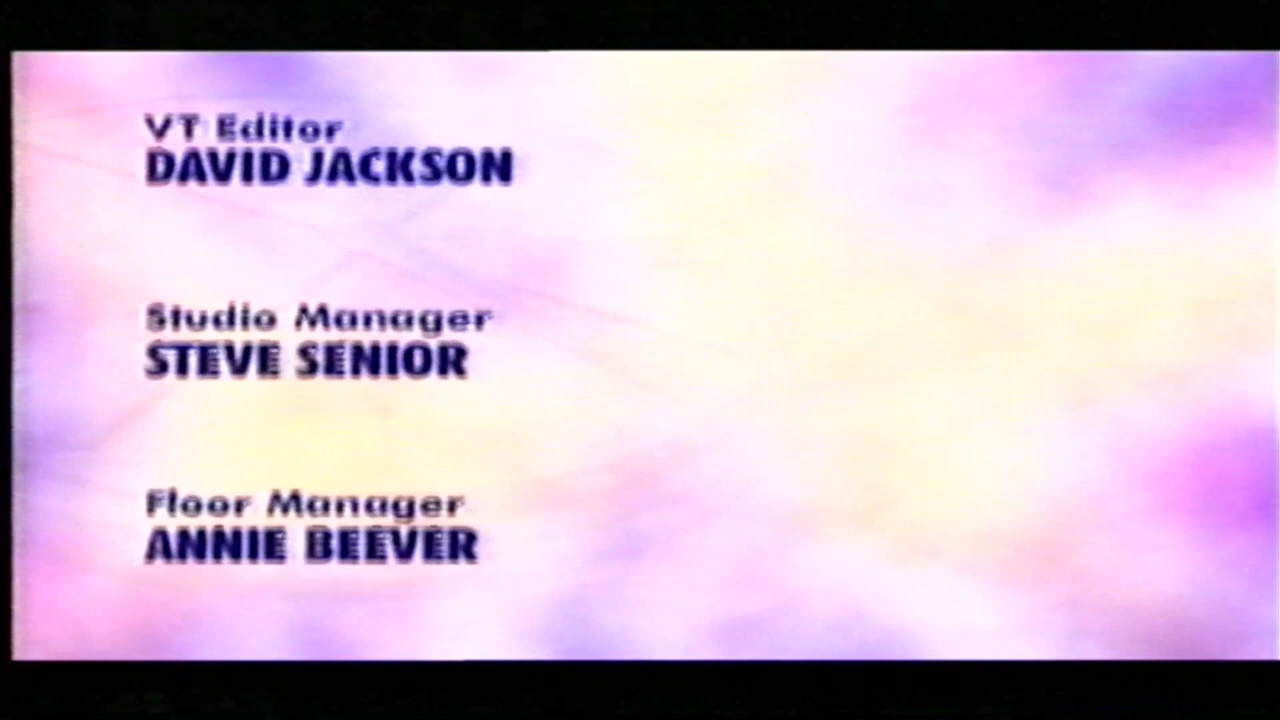 VT Editor
DAVID JACKSON
Studio Manager
STEVE SENIOR
Floor Manager
ANNIE BEEVER